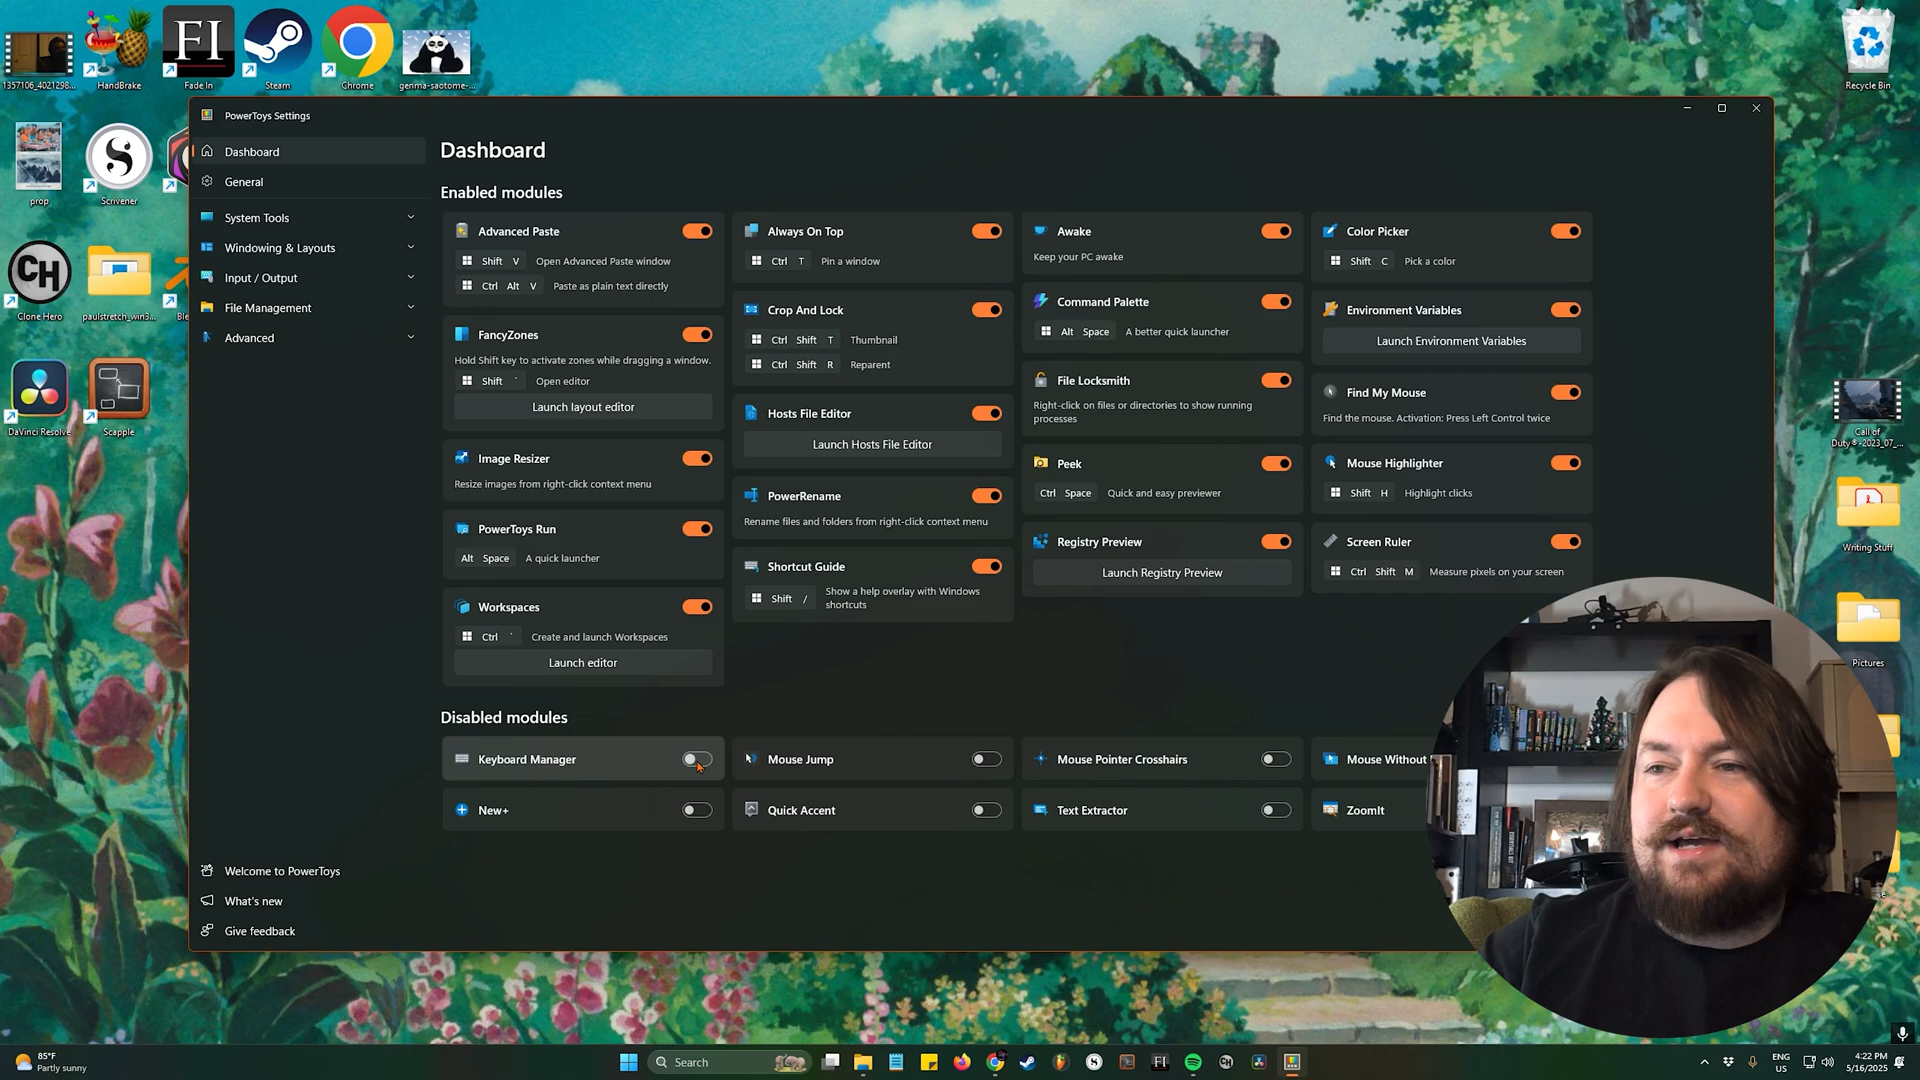 1357106_4021298...
HandBrake
Fade In
Steam
Chrome
genma-saotome-...
Recycle Bin
FI
PowerToys Settings
Dashboard
General
System Tools
Windowing & Layouts
Input / Output
File Management
Advanced
Welcome to PowerToys
What's new
Give feedback
Dashboard
Enabled modules
Advanced Paste
Shift V Open Advanced Paste window
Ctrl Alt V Paste as plain text directly
FancyZones
Hold Shift key to activate zones while dragging a window.
Shift ` Open editor
Launch layout editor
Image Resizer
Resize images from right-click context menu
PowerToys Run
Alt Space A quick launcher
Workspaces
Ctrl ` Create and launch Workspaces
Launch editor
Always On Top
Ctrl T Pin a window
Crop And Lock
Ctrl Shift T Thumbnail
Ctrl Shift R Reparent
Hosts File Editor
Launch Hosts File Editor
PowerRename
Rename files and folders from right-click context menu
Shortcut Guide
Shift / Show a help overlay with Windows
shortcuts
Awake
Keep your PC awake
Command Palette
Alt Space A better quick launcher
File Locksmith
Right-click on files or directories to show running
processes
Peek
Ctrl Space Quick and easy previewer
Registry Preview
Launch Registry Preview
Color Picker
Shift C Pick a color
Environment Variables
Launch Environment Variables
Find My Mouse
Find the mouse. Activation: Press Left Control twice
Mouse Highlighter
Shift H Highlight clicks
Screen Ruler
Ctrl Shift M Measure pixels on your screen
Disabled modules
Keyboard Manager
Mouse Jump
Mouse Pointer Crosshairs
Mouse Without
New+
Quick Accent
Text Extractor
ZoomIt
prop
Scrivener
CH
Clone Hero
paulstretch_win3...
Ble
DaVinci Resolve
Scapple
Call of
Duty®-2023_07_...
Writing Stuff
Pictures
85°F
Partly sunny
Search
FI
CH
ENG
US
4:22 PM
5/16/2025